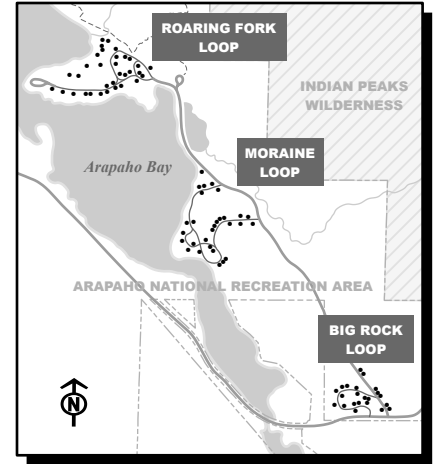 ROARING FORK
LOOP
INDIAN PEAKS
WILDERNESS
MORAINE
LOOP
Arapaho Bay
ARAPAHO NATIONAL RECREATION AREA
BIG ROCK
LOOP
N